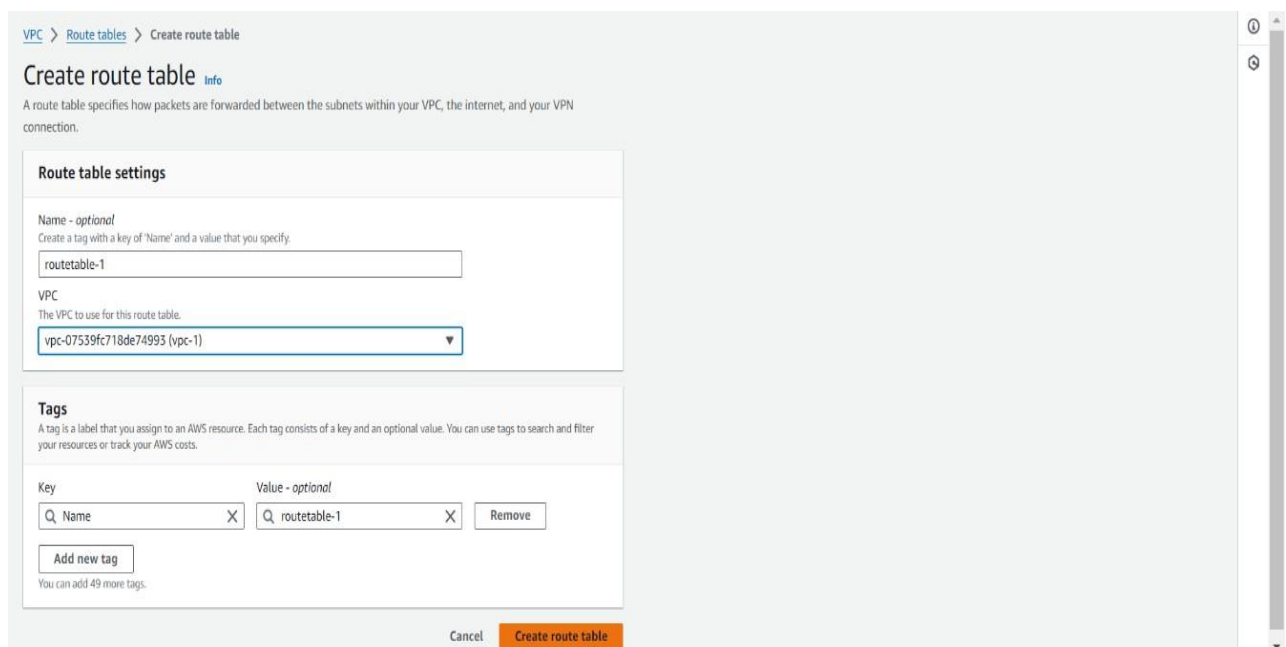 VPC > Route tables > Create route table
Create route table Info
A route table specifies how packets are forwarded between the subnets within your VPC, the internet, and your VPN
connection.
Route table settings
Name - optional
Create a tag with a key of 'Name' and a value that you specify.
routetable-1
VPC
The VPC to use for this route table.
vpc-07539fc718de74993 (vpc-1)
Tags
A tag is a label that you assign to an AWS resource. Each tag consists of a key and an optional value. You can use tags to search and filter
your resources or track your AWS costs.
Key Value - optional
Name routetable-1 Remove
Add new tag
You can add 49 more tags.
Cancel Create route table